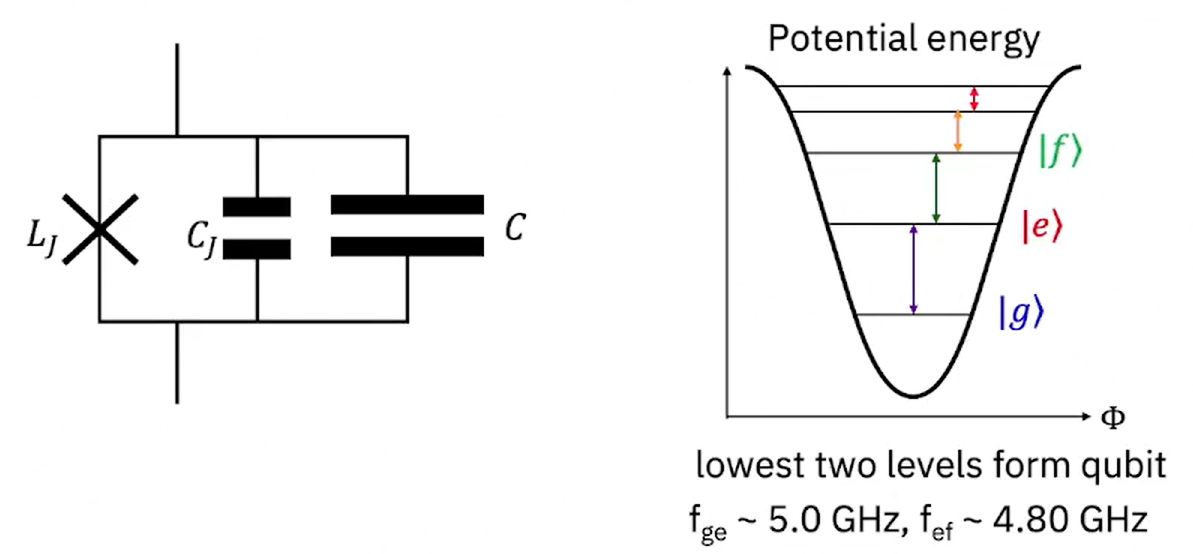 Potential energy
L_J
C_J
C
|f⟩
|e⟩
|g⟩
Φ
lowest two levels form qubit
f_ge ~ 5.0 GHz, f_ef ~ 4.80 GHz